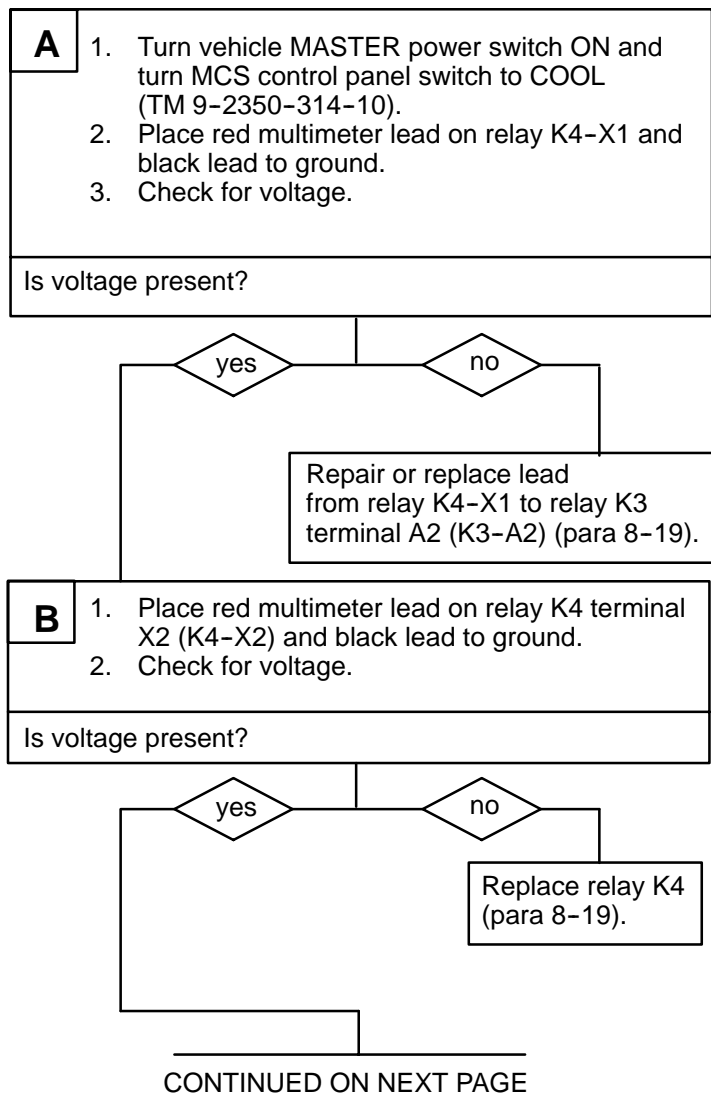 A
1. Turn vehicle MASTER power switch ON and
turn MCS control panel switch to COOL
(TM 9-2350-314-10).
2. Place red multimeter lead on relay K4-X1 and
black lead to ground.
3. Check for voltage.
Is voltage present?
yes
no
Repair or replace lead
from relay K4-X1 to relay K3
terminal A2 (K3-A2) (para 8-19).
B
1. Place red multimeter lead on relay K4 terminal
X2 (K4-X2) and black lead to ground.
2. Check for voltage.
Is voltage present?
yes
no
Replace relay K4
(para 8-19).
CONTINUED ON NEXT PAGE